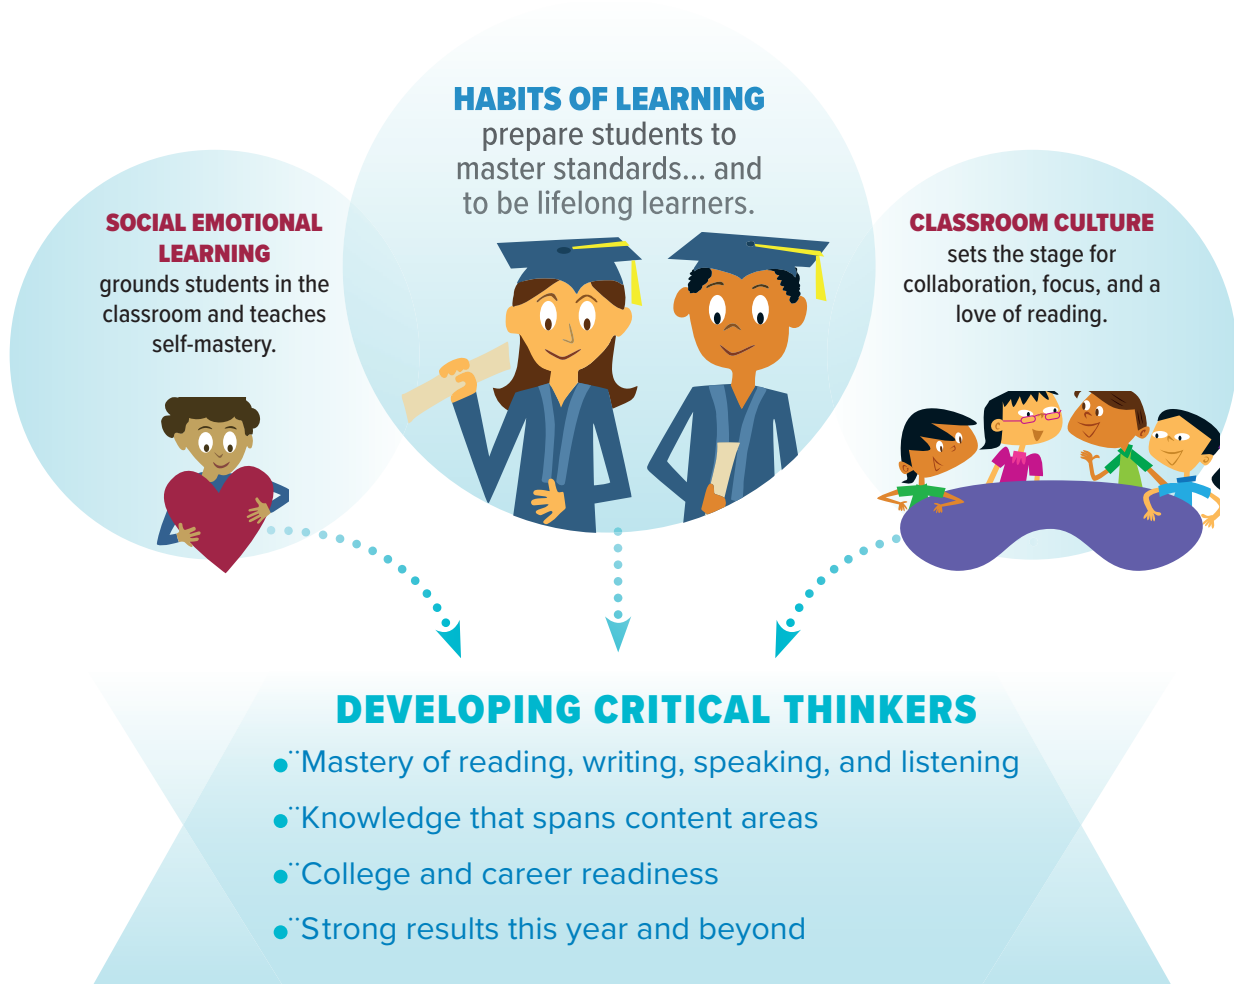 HABITS OF LEARNING
prepare students to
master standards... and
to be lifelong learners.
SOCIAL EMOTIONAL
LEARNING
grounds students in the
classroom and teaches
self-mastery.
CLASSROOM CULTURE
sets the stage for
collaboration, focus, and a
love of reading.
DEVELOPING CRITICAL THINKERS
•¨Mastery of reading, writing, speaking, and listening
•¨Knowledge that spans content areas
•¨College and career readiness
•¨Strong results this year and beyond